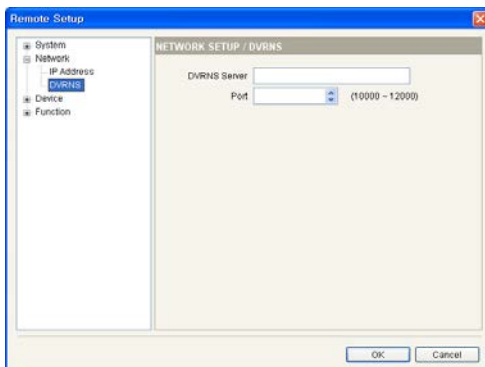 Remote Setup
System
Network
IP Address
DVRNS
Device
Function
NETWORK SETUP / DVRNS
DVRNS Server
Port (10000 ~ 12000)
OK Cancel